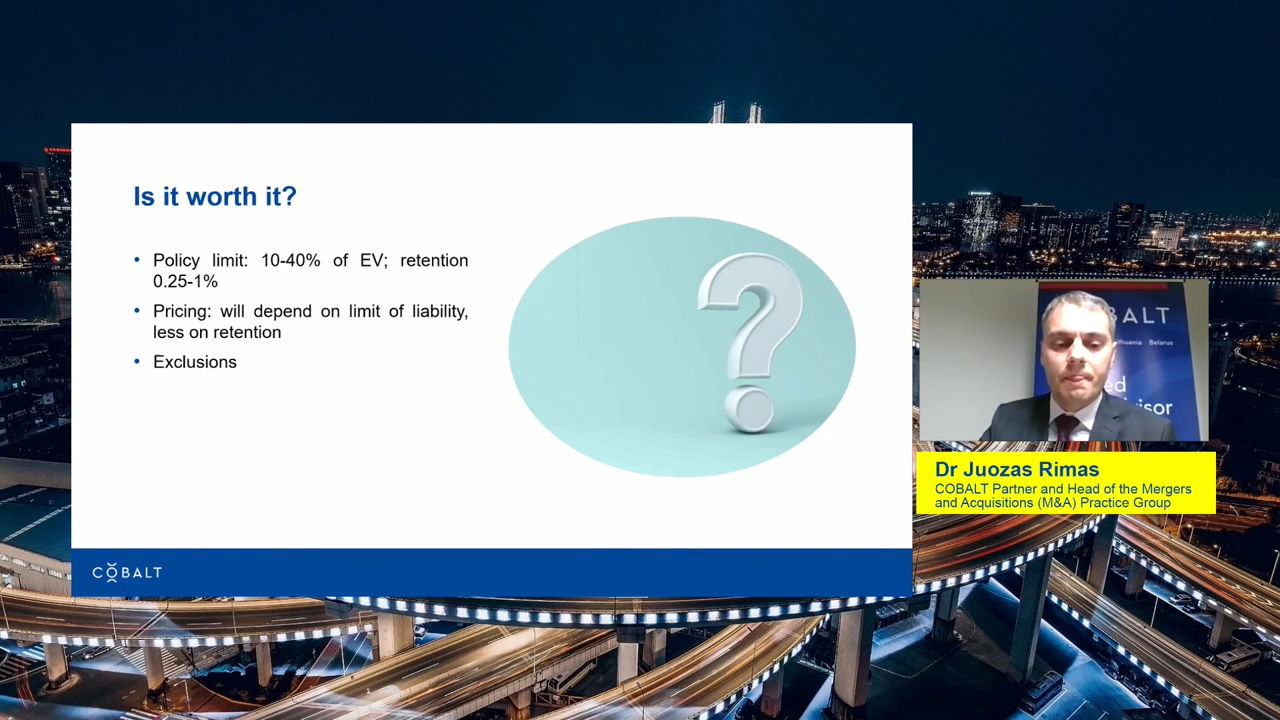 Is it worth it?
• Policy limit: 10-40% of EV; retention
0.25-1%
• Pricing: will depend on limit of liability,
less on retention
• Exclusions
COBALT
BALT
Belarus
Dr Juozas Rimas
COBALT Partner and Head of the Mergers
and Acquisitions (M&A) Practice Group